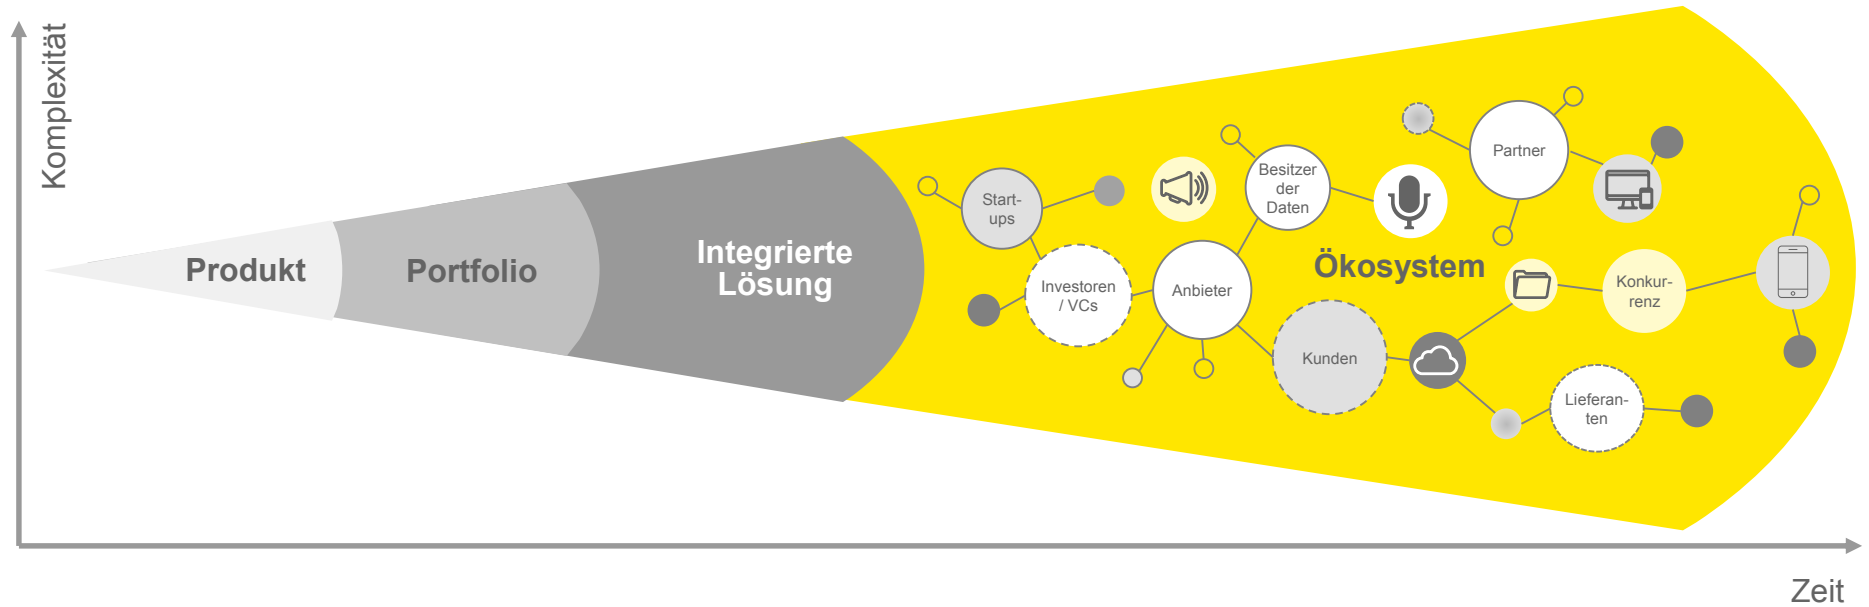 Komplexität
Produkt
Portfolio
Integrierte
Lösung
Start-
ups
Investoren
/ VCs
Anbieter
Besitzer
der
Daten
Kunden
Ökosystem
Partner
Konkur-
renz
Lieferan-
ten
Zeit